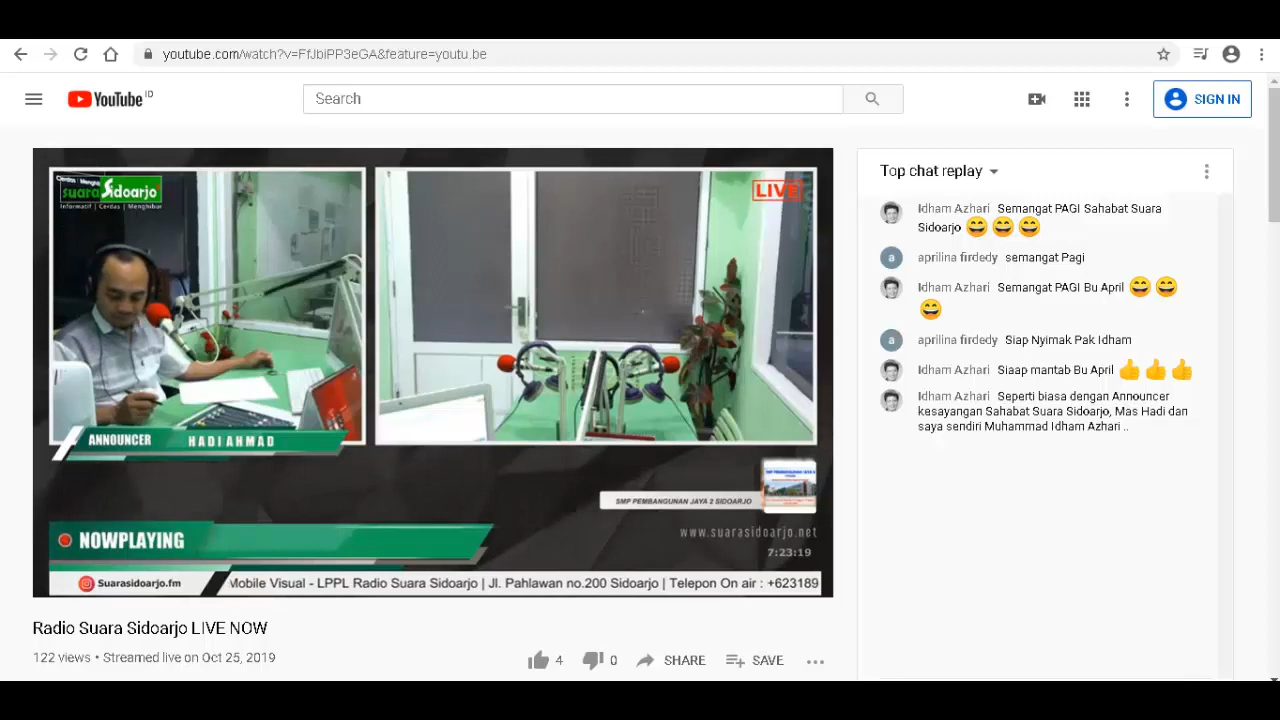 youtube.com/watch?v=FfJbiPP3eGA&feature=youtu.be
YouTube ID
Search
SIGN IN
suara Sidoarjo
Informatif | Cerdas | Menghibur
LIVE
ANNOUNCER HADI AHMAD
SMP PEMBANGUNAN JAYA 2 SIDOARJO
www.suarasidoarjo.net
NOWPLAYING
7:23:19
Suarasidoarjo.fm
Mobile Visual - LPPL Radio Suara Sidoarjo | Jl. Pahlawan no.200 Sidoarjo | Telepon On air : +623189
Radio Suara Sidoarjo LIVE NOW
122 views • Streamed live on Oct 25, 2019
4 0 SHARE SAVE
Top chat replay
Idham Azhari Semangat PAGI Sahabat Suara
Sidoarjo 😄 😄 😄
a aprilina firdedy semangat Pagi
Idham Azhari Semangat PAGI Bu April 😄 😄
😄
a aprilina firdedy Siap Nyimak Pak Idham
Idham Azhari Siaap mantab Bu April 👍 👍 👍
Idham Azhari Seperti biasa dengan Announcer
kesayangan Sahabat Suara Sidoarjo, Mas Hadi dan
saya sendiri Muhammad Idham Azhari ..